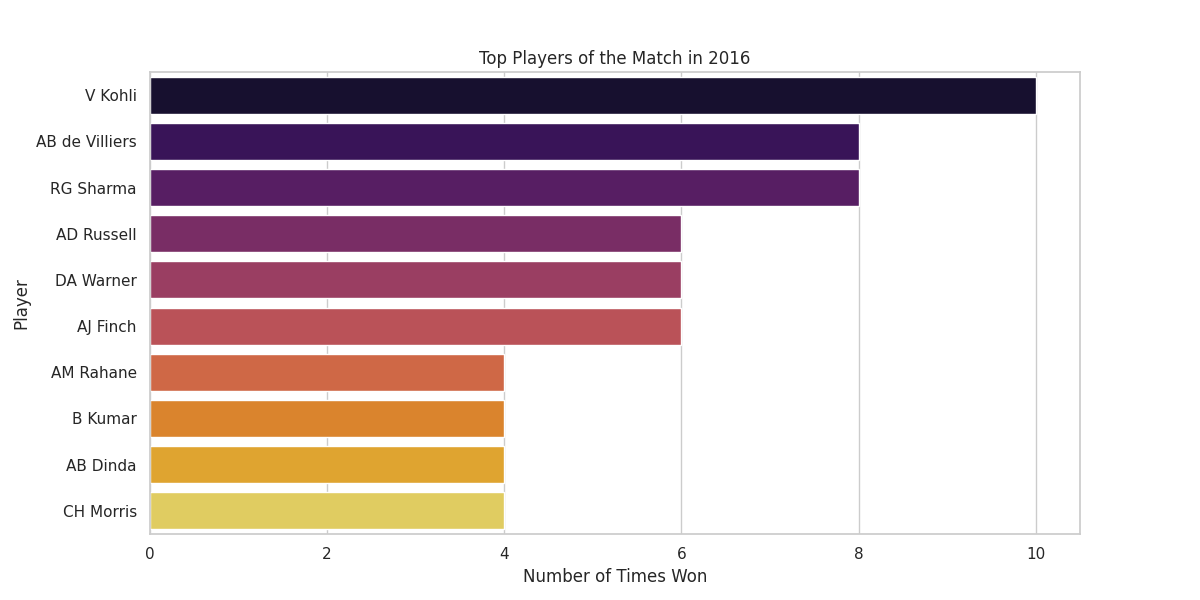 Top Players of the Match in 2016
Player
V Kohli
AB de Villiers
RG Sharma
AD Russell
DA Warner
AJ Finch
AM Rahane
B Kumar
AB Dinda
CH Morris
0 2 4 6 8 10
Number of Times Won